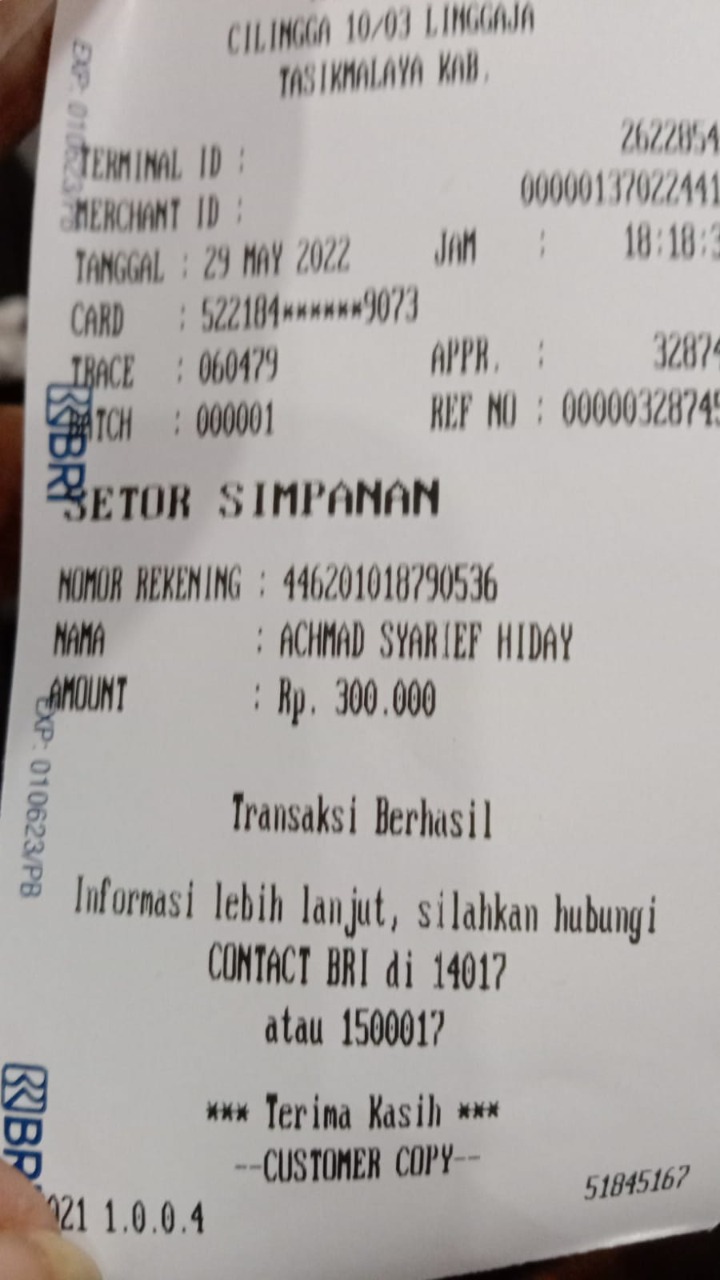 CILINGGA 10/03 LINGGAJA
TASIKMALAYA KAB.
TERMINAL ID : 2622854
MERCHANT ID : 00000137022441
TANGGAL : 29 MAY 2022 JAM : 18:18:3
CARD : 522184******9073
TRACE : 060479 APPR. : 32874
BATCH : 000001 REF NO : 00000328745
SETOR SIMPANAN
NOMOR REKENING : 446201018790536
NAMA : ACHMAD SYARIEF HIDAY
AMOUNT : Rp. 300.000
Transaksi Berhasil
Informasi lebih lanjut, silahkan hubungi
CONTACT BRI di 14017
atau 1500017
*** Terima Kasih ***
--CUSTOMER COPY--
51845167
021 1.0.0.4
EXP: 010623/PB
BRI
EXP: 010623/PB
BRI